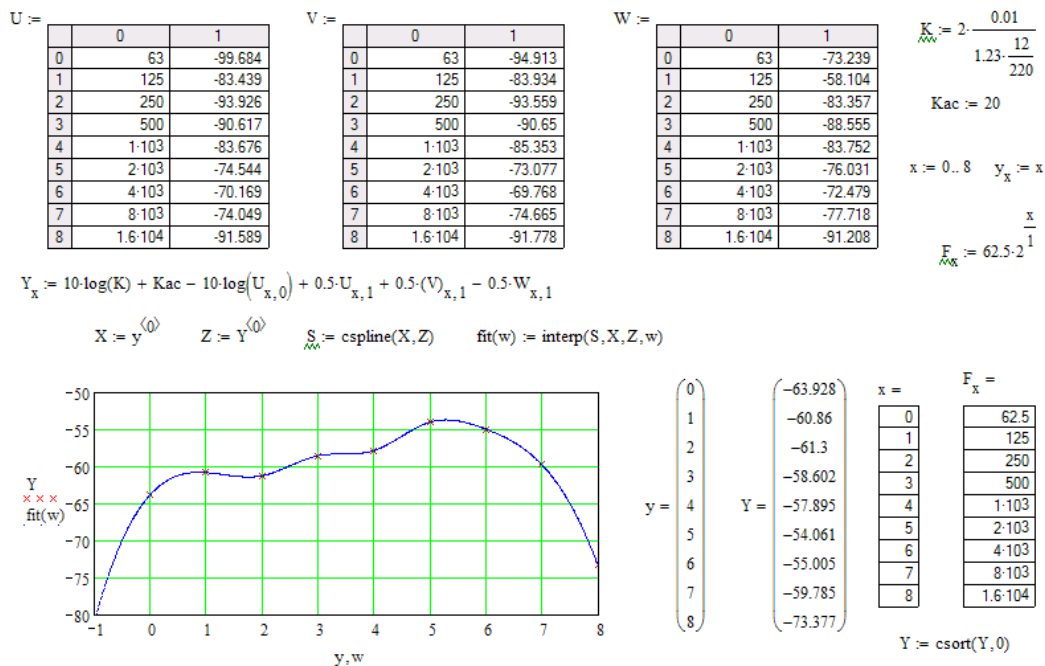 U :=
0 1
0 63 -99.684
1 125 -83.439
2 250 -93.926
3 500 -90.617
4 1·103 -83.676
5 2·103 -74.544
6 4·103 -70.169
7 8·103 -74.049
8 1.6·104 -91.589
V :=
0 1
0 63 -94.913
1 125 -83.934
2 250 -93.559
3 500 -90.65
4 1·103 -85.353
5 2·103 -73.077
6 4·103 -69.768
7 8·103 -74.665
8 1.6·104 -91.778
W :=
0 1
0 63 -73.239
1 125 -58.104
2 250 -83.357
3 500 -88.555
4 1·103 -83.752
5 2·103 -76.031
6 4·103 -72.479
7 8·103 -77.718
8 1.6·104 -91.208
K := 2· 0.01 / 1.23· 12 / 220
Kac := 20
x := 0.. 8 y_x := x
F_x := 62.5·2^(x/1)
Y_x := 10·log(K) + Kac − 10·log(U_x,0) + 0.5·U_x,1 + 0.5·(V)_x,1 − 0.5·W_x,1
X := y^⟨0⟩ Z := Y^⟨0⟩ S := cspline(X,Z) fit(w) := interp(S,X,Z,w)
−50
−55
−60
−65
−70
−75
−80
Y
× × ×
fit(w)
−1 0 1 2 3 4 5 6 7 8
y,w
y =
0
1
2
3
4
5
6
7
8
Y =
−63.928
−60.86
−61.3
−58.602
−57.895
−54.061
−55.005
−59.785
−73.377
x =
0
1
2
3
4
5
6
7
8
F_x =
62.5
125
250
500
1·103
2·103
4·103
8·103
1.6·104
Y := csort(Y,0)